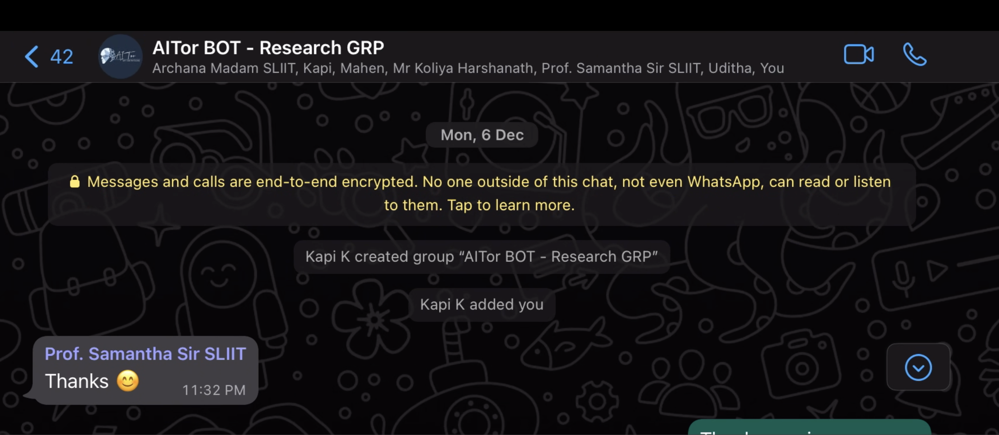 42
AITor BOT - Research GRP
AITor
Archana Madam SLIIT, Kapi, Mahen, Mr Koliya Harshanath, Prof. Samantha Sir SLIIT, Uditha, You
Mon, 6 Dec
Messages and calls are end-to-end encrypted. No one outside of this chat, not even WhatsApp, can read or listen
to them. Tap to learn more.
Kapi K created group “AITor BOT - Research GRP”
Kapi K added you
Prof. Samantha Sir SLIIT
Thanks 😊
11:32 PM